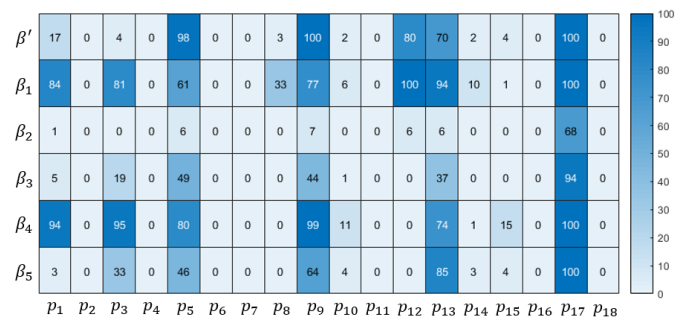 β′ 17 0 4 0 98 0 0 3 100 2 0 80 70 2 4 0 100 0
β₁ 84 0 81 0 61 0 0 33 77 6 0 100 94 10 1 0 100 0
β₂ 1 0 0 0 6 0 0 0 7 0 0 6 6 0 0 0 68 0
β₃ 5 0 19 0 49 0 0 0 44 1 0 0 37 0 0 0 94 0
β₄ 94 0 95 0 80 0 0 0 99 11 0 0 74 1 15 0 100 0
β₅ 3 0 33 0 46 0 0 0 64 4 0 0 85 3 4 0 100 0
p₁ p₂ p₃ p₄ p₅ p₆ p₇ p₈ p₉ p₁₀ p₁₁ p₁₂ p₁₃ p₁₄ p₁₅ p₁₆ p₁₇ p₁₈
100
90
80
70
60
50
40
30
20
10
0